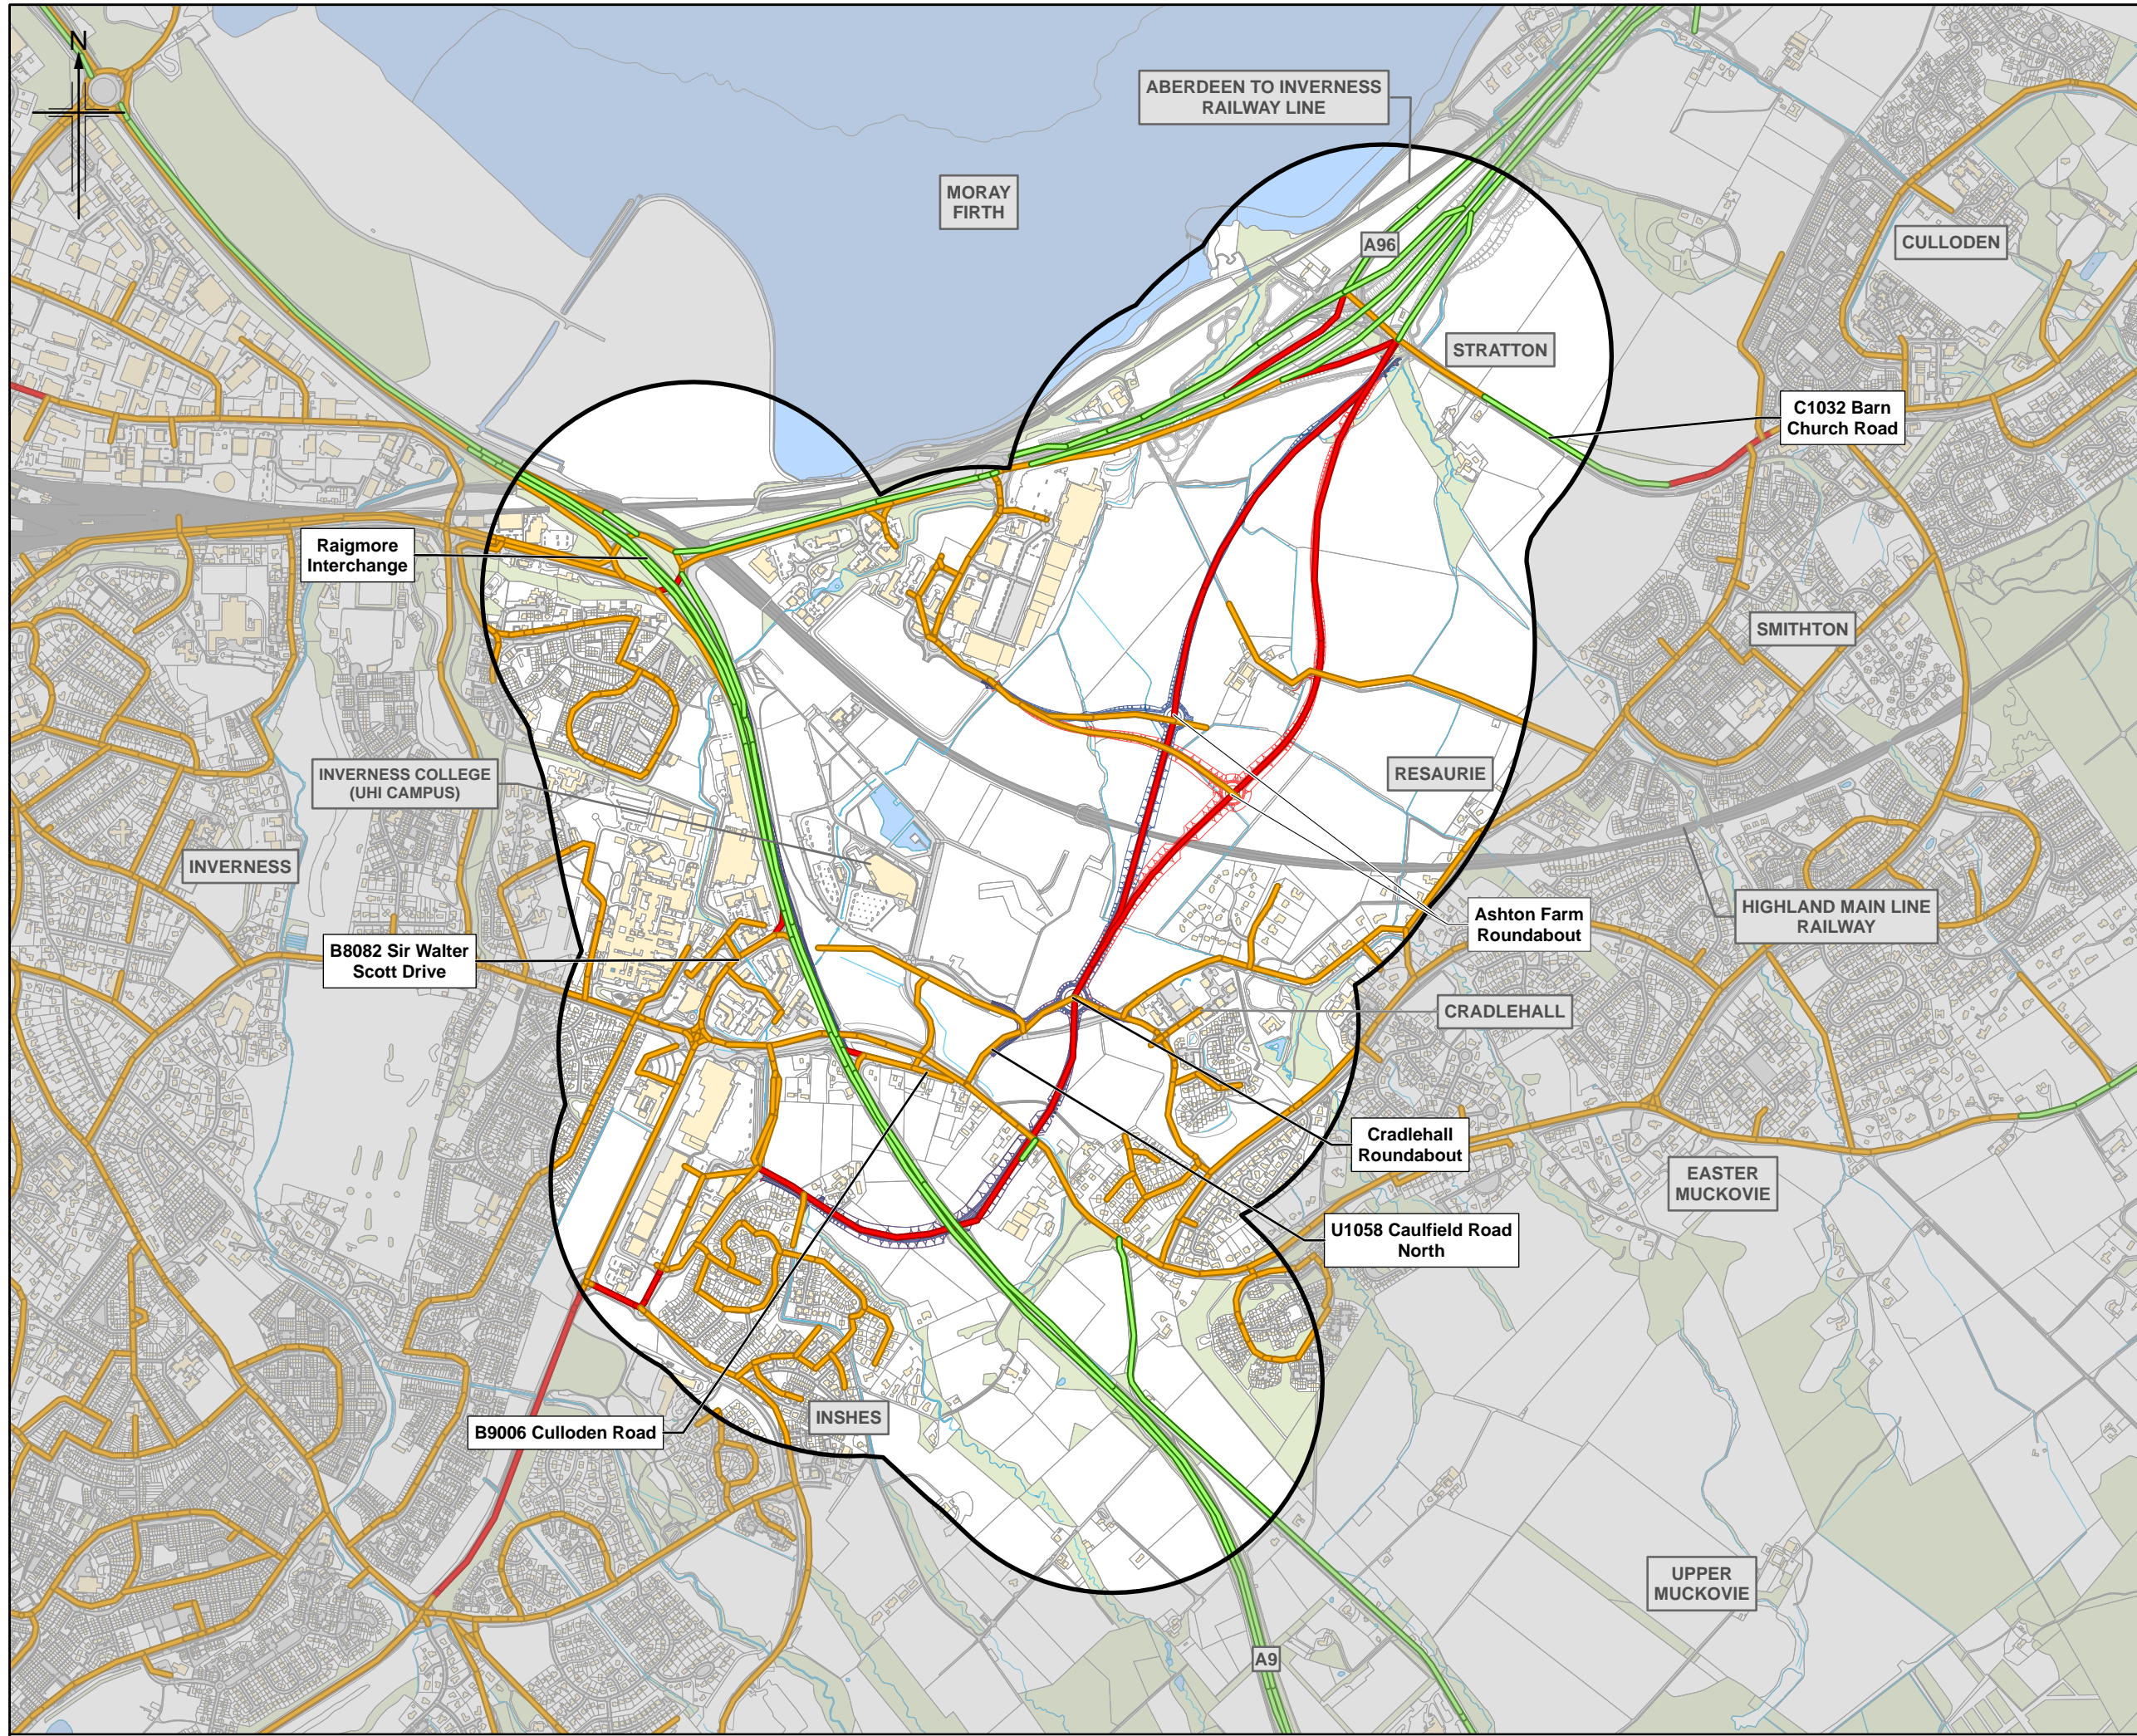 N
ABERDEEN TO INVERNESS
RAILWAY LINE
MORAY
FIRTH
A96
CULLODEN
STRATTON
C1032 Barn
Church Road
Raigmore
Interchange
SMITHTON
INVERNESS COLLEGE
(UHI CAMPUS)
RESAURIE
INVERNESS
HIGHLAND MAIN LINE
RAILWAY
Ashton Farm
Roundabout
B8082 Sir Walter
Scott Drive
CRADLEHALL
Cradlehall
Roundabout
EASTER
MUCKOVIE
U1058 Caulfield Road
North
INSHES
B9006 Culloden Road
UPPER
MUCKOVIE
A9